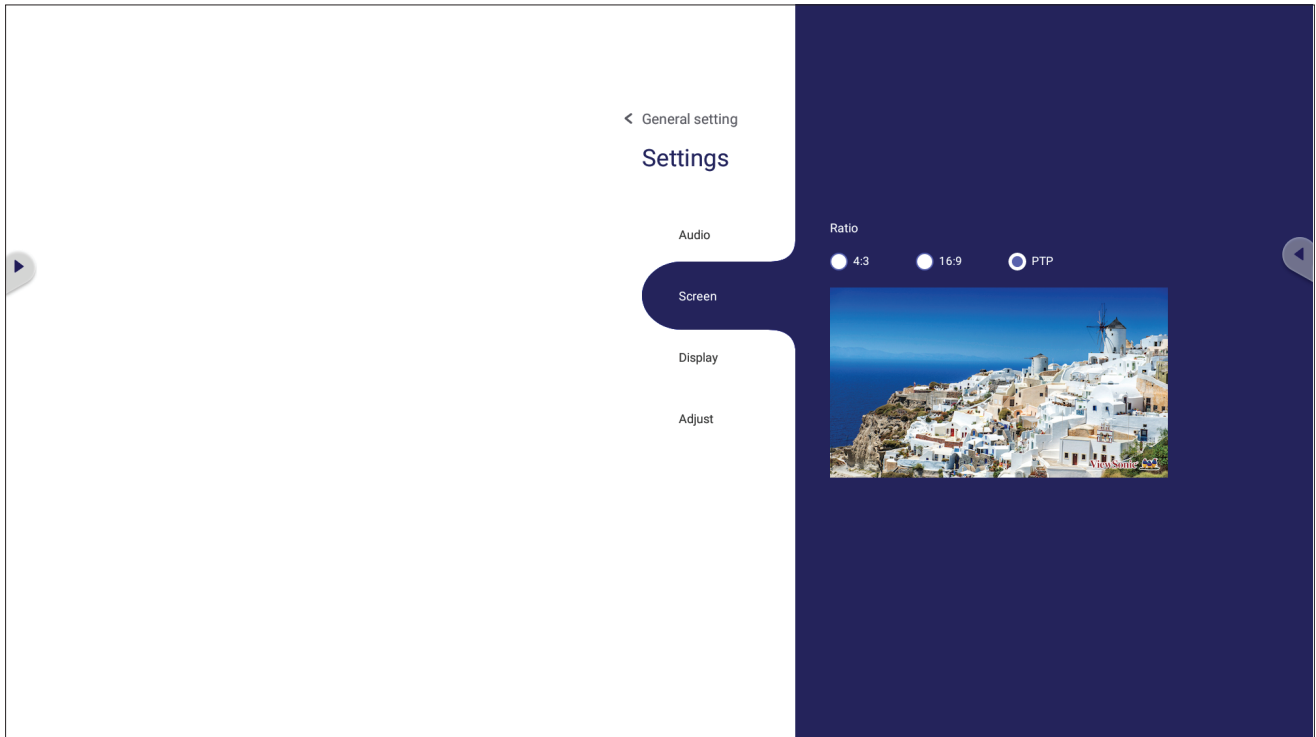 General setting
Settings
Audio
Screen
Display
Adjust
Ratio
4:3 16:9 PTP
ViewSonic